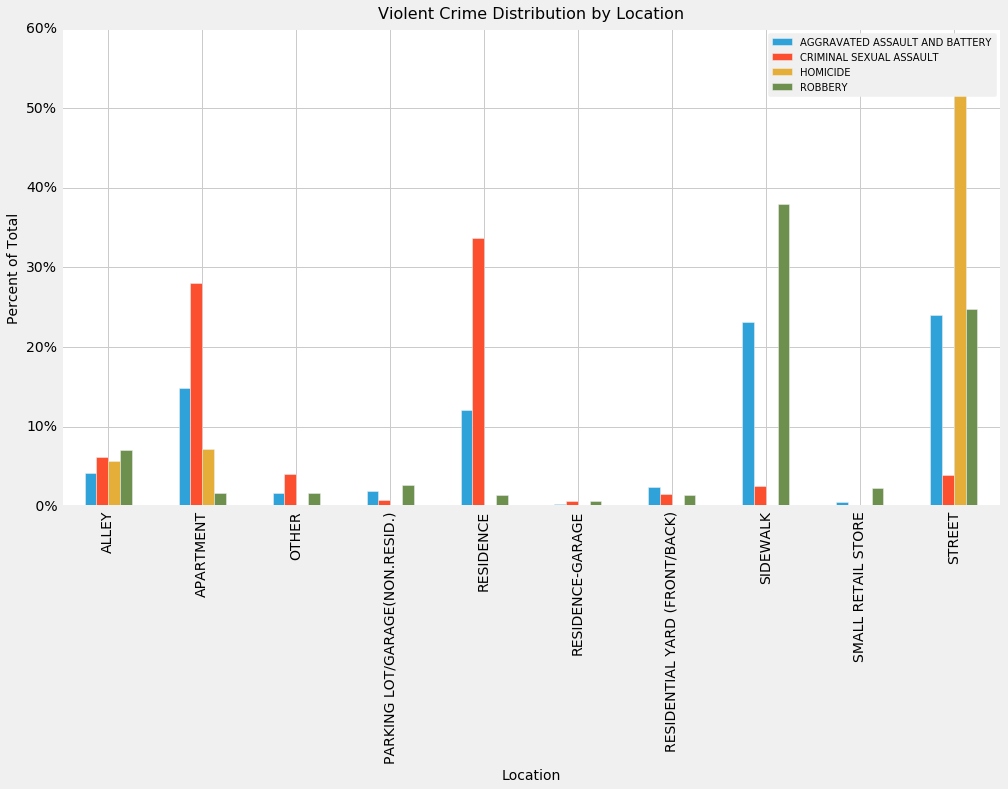 Violent Crime Distribution by Location
60%
50%
40%
30%
20%
10%
0%
Percent of Total
AGGRAVATED ASSAULT AND BATTERY
CRIMINAL SEXUAL ASSAULT
HOMICIDE
ROBBERY
ALLEY
APARTMENT
OTHER
PARKING LOT/GARAGE(NON.RESID.)
RESIDENCE
RESIDENCE-GARAGE
RESIDENTIAL YARD (FRONT/BACK)
SIDEWALK
SMALL RETAIL STORE
STREET
Location